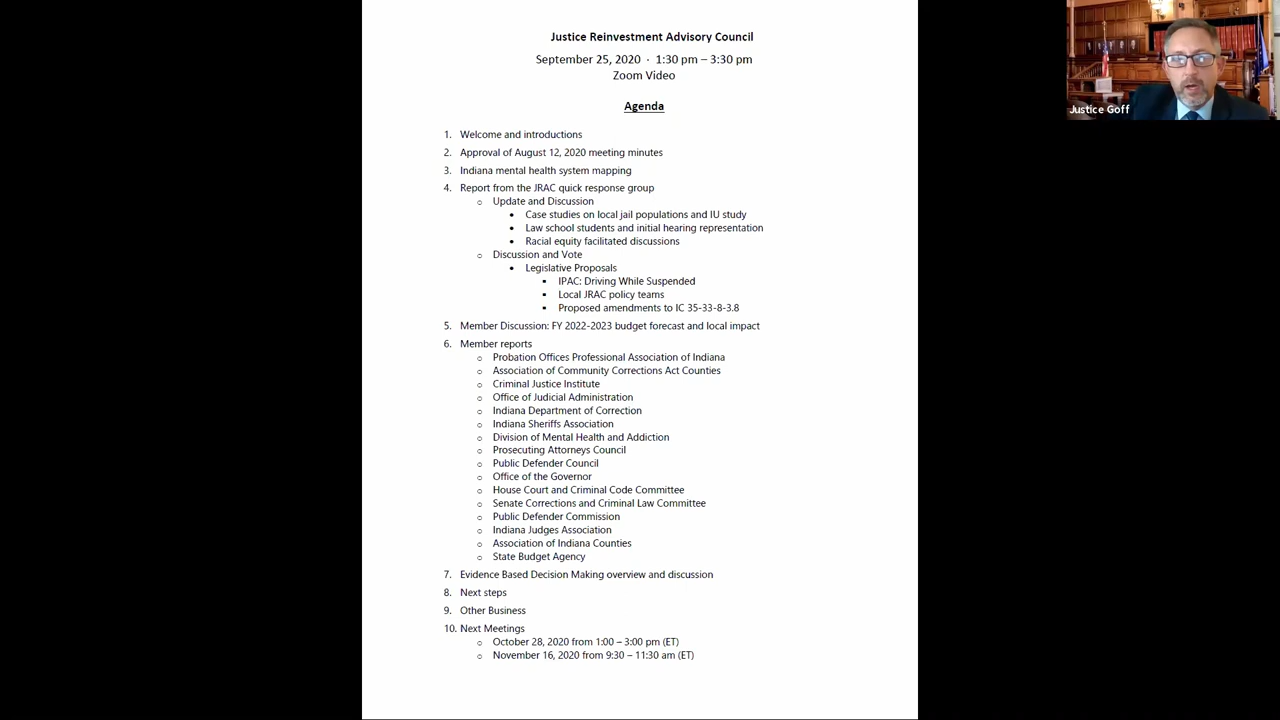 Justice Reinvestment Advisory Council
September 25, 2020 · 1:30 pm – 3:30 pm
Zoom Video
Agenda
1. Welcome and introductions
2. Approval of August 12, 2020 meeting minutes
3. Indiana mental health system mapping
4. Report from the JRAC quick response group
o Update and Discussion
• Case studies on local jail populations and IU study
• Law school students and initial hearing representation
• Racial equity facilitated discussions
o Discussion and Vote
• Legislative Proposals
▪ IPAC: Driving While Suspended
▪ Local JRAC policy teams
▪ Proposed amendments to IC 35-33-8-3.8
5. Member Discussion: FY 2022-2023 budget forecast and local impact
6. Member reports
o Probation Offices Professional Association of Indiana
o Association of Community Corrections Act Counties
o Criminal Justice Institute
o Office of Judicial Administration
o Indiana Department of Correction
o Indiana Sheriffs Association
o Division of Mental Health and Addiction
o Prosecuting Attorneys Council
o Public Defender Council
o Office of the Governor
o House Court and Criminal Code Committee
o Senate Corrections and Criminal Law Committee
o Public Defender Commission
o Indiana Judges Association
o Association of Indiana Counties
o State Budget Agency
7. Evidence Based Decision Making overview and discussion
8. Next steps
9. Other Business
10. Next Meetings
o October 28, 2020 from 1:00 – 3:00 pm (ET)
o November 16, 2020 from 9:30 – 11:30 am (ET)
Justice Goff